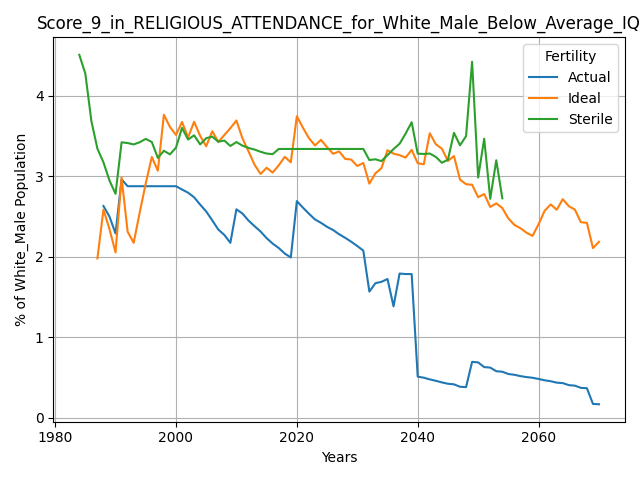 Score_9_in_RELIGIOUS_ATTENDANCE_for_White_Male_Below_Average_IQ
Fertility
Actual
Ideal
Sterile
% of White_Male Population
4
3
2
1
0
1980 2000 2020 2040 2060
Years